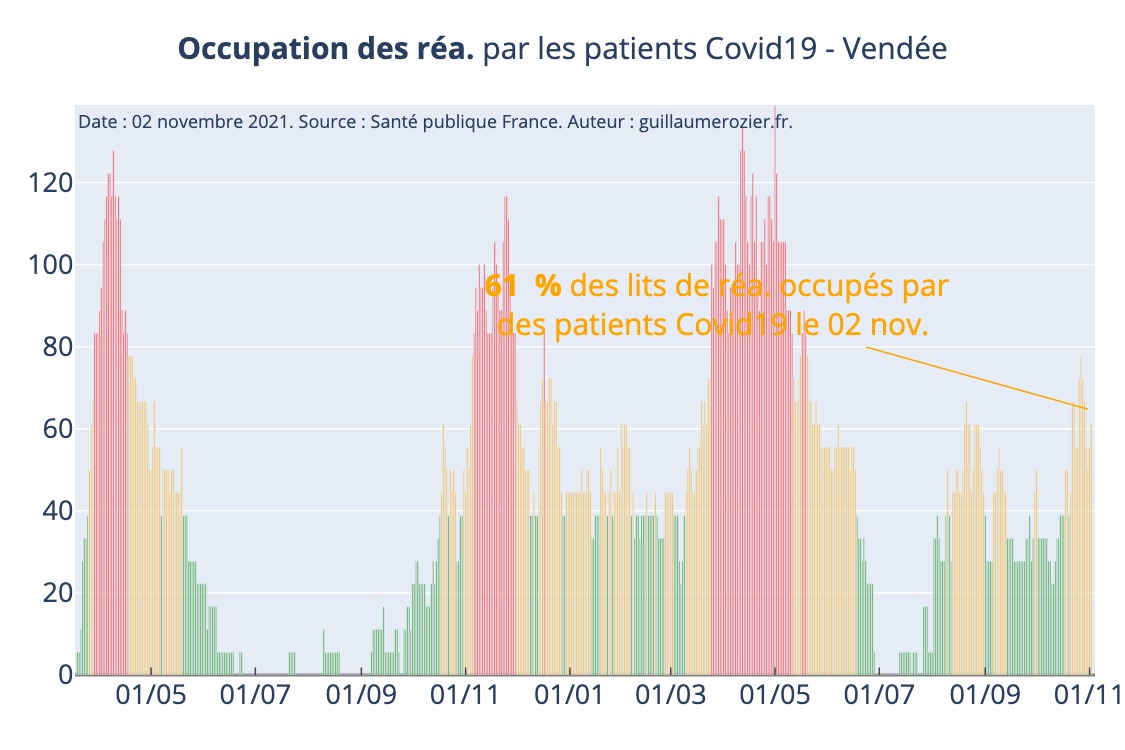 Occupation des réa. par les patients Covid19 - Vendée
Date : 02 novembre 2021. Source : Santé publique France. Auteur : guillaumerozier.fr.
120
100
61 % des lits de réa. occupés par
des patients Covid19 le 02 nov.
80
60
40
20
0
01/05 01/07 01/09 01/11 01/01 01/03 01/05 01/07 01/09 01/11